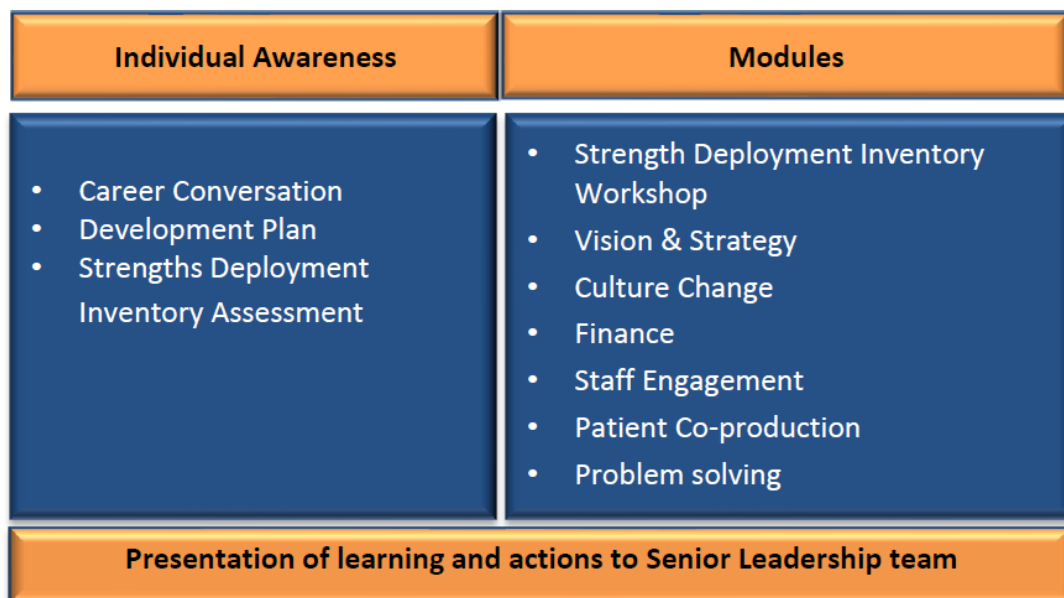 Individual Awareness
Modules
• Career Conversation
• Development Plan
• Strengths Deployment
Inventory Assessment
• Strength Deployment Inventory
Workshop
• Vision & Strategy
• Culture Change
• Finance
• Staff Engagement
• Patient Co-production
• Problem solving
Presentation of learning and actions to Senior Leadership team